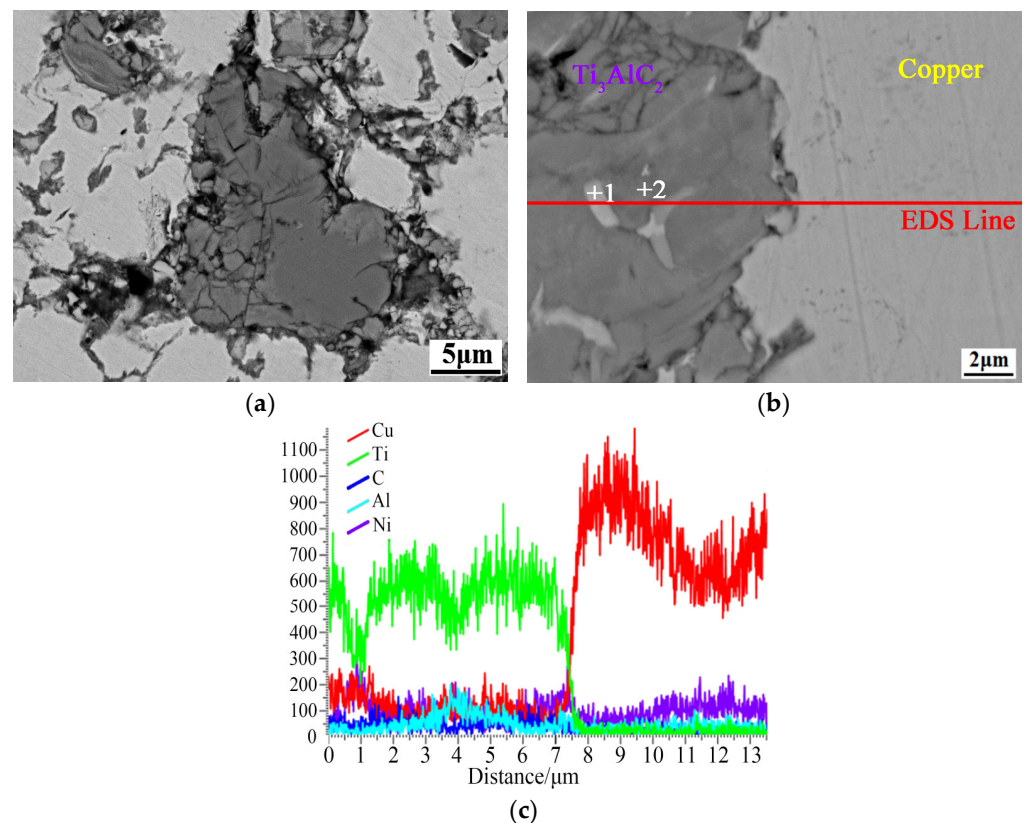 Ti₃AlC₂
Copper
+1 +2
EDS Line
5μm
2μm
(a)
(b)
Cu
Ti
C
Al
Ni
1100
1000
900
800
700
600
500
400
300
200
100
0
0 1 2 3 4 5 6 7 8 9 10 11 12 13
Distance/μm
(c)